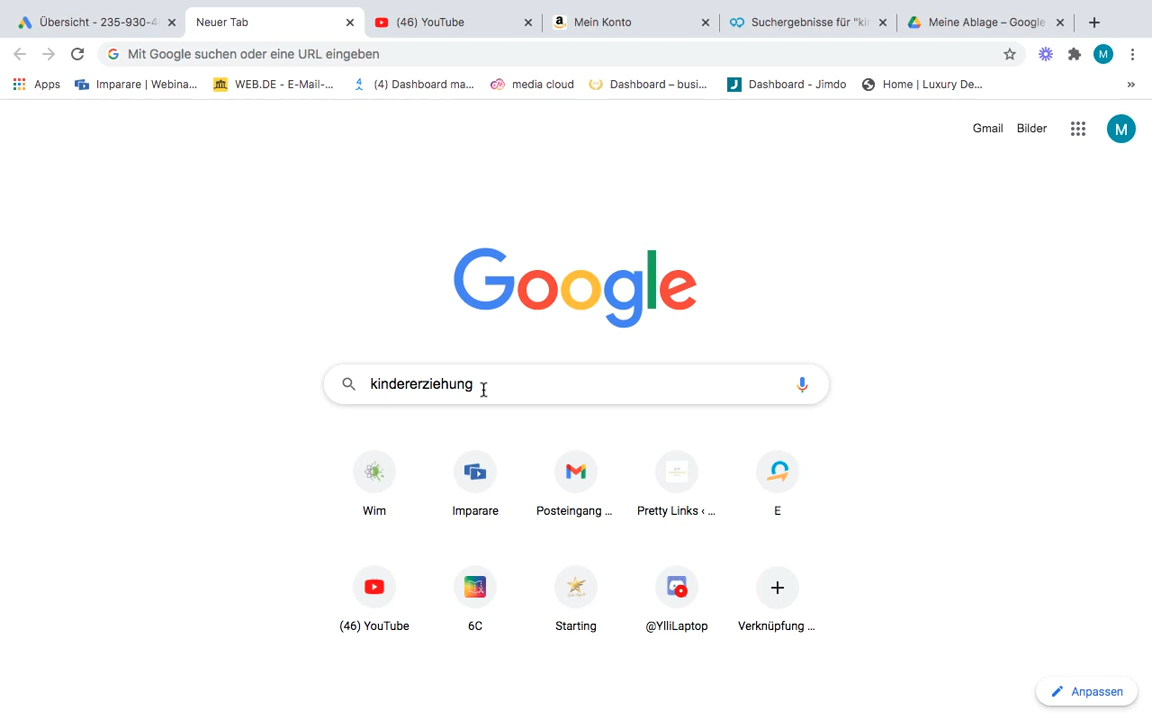 Übersicht - 235-930-4
Neuer Tab
(46) YouTube
Mein Konto
Suchergebnisse für "kin
Meine Ablage – Google
Mit Google suchen oder eine URL eingeben
M
Apps
Imparare | Webina...
WEB.DE - E-Mail-...
(4) Dashboard ma...
media cloud
Dashboard – busi...
Dashboard - Jimdo
Home | Luxury De...
»
Gmail
Bilder
M
Google
kindererziehung
Wim
Imparare
Posteingang ...
Pretty Links ‹ ...
E
(46) YouTube
6C
Starting
@YlliLaptop
Verknüpfung ...
Anpassen